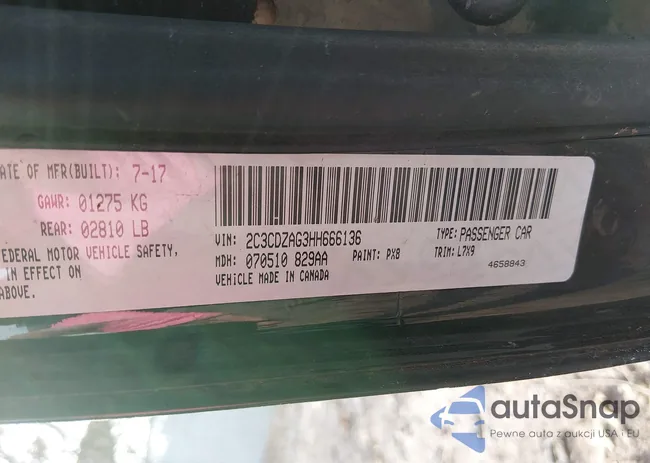 ATE OF MFR(BUILT): 7-17
GAWR: 01275 KG
REAR: 02810 LB
FEDERAL MOTOR VEHICLE SAFETY,
IN EFFECT ON
ABOVE.
VIN: 2C3CDZAG3HH666136
TYPE: PASSENGER CAR
MDH: 070510 829AA
PAINT: PX8
TRIM: L7X9
VEHICLE MADE IN CANADA
4658843
autaSnap
Pewne auta z aukcji USA i EU